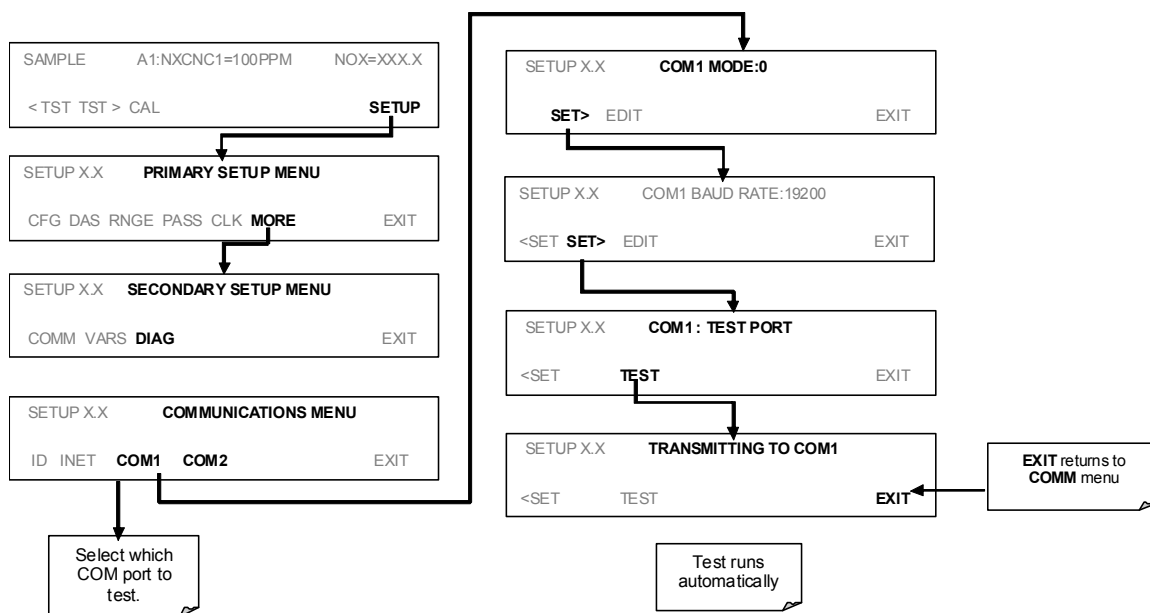 SAMPLE A1:NXCNC1=100PPM NOX=XXX.X
< TST TST > CAL SETUP
SETUP X.X PRIMARY SETUP MENU
CFG DAS RNGE PASS CLK MORE EXIT
SETUP X.X SECONDARY SETUP MENU
COMM VARS DIAG EXIT
SETUP X.X COMMUNICATIONS MENU
ID INET COM1 COM2 EXIT
Select which
COM port to
test.
SETUP X.X COM1 MODE:0
SET> EDIT EXIT
SETUP X.X COM1 BAUD RATE:19200
<SET SET> EDIT EXIT
SETUP X.X COM1 : TEST PORT
<SET TEST EXIT
SETUP X.X TRANSMITTING TO COM1
<SET TEST EXIT
EXIT returns to
COMM menu
Test runs
automatically